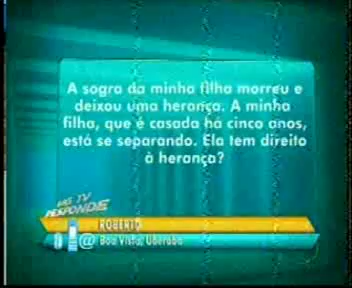 A sogra da minha filha morreu e
deixou uma herança. A minha
filha, que é casada há cinco anos,
está se separando. Ela tem direito
à herança?
MG TV
RESPONDE
ROBERTO
@ Boa Vista, Uberaba